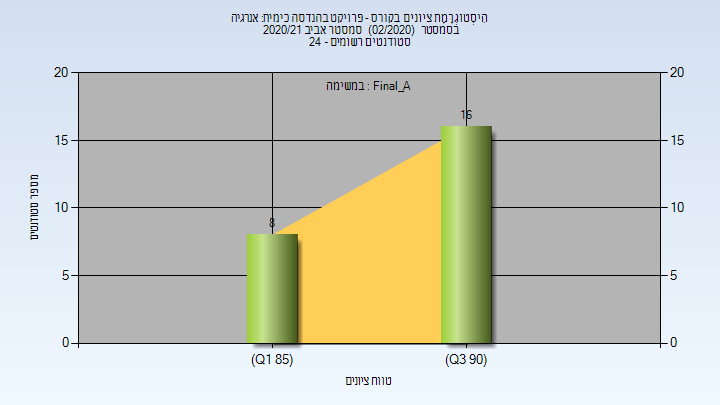 היסטוגרמת ציונים בקורס - פרויקט בהנדסה כימית: אנרגיה
בסמסטר (02/2020) סמסטר אביב 2020/21
סטודנטים רשומים - 24
במשימה : Final_A
20
20
16
15
15
מספר סטודנטים
10
10
8
5
5
0
0
(Q1 85)
(Q3 90)
טווח ציונים